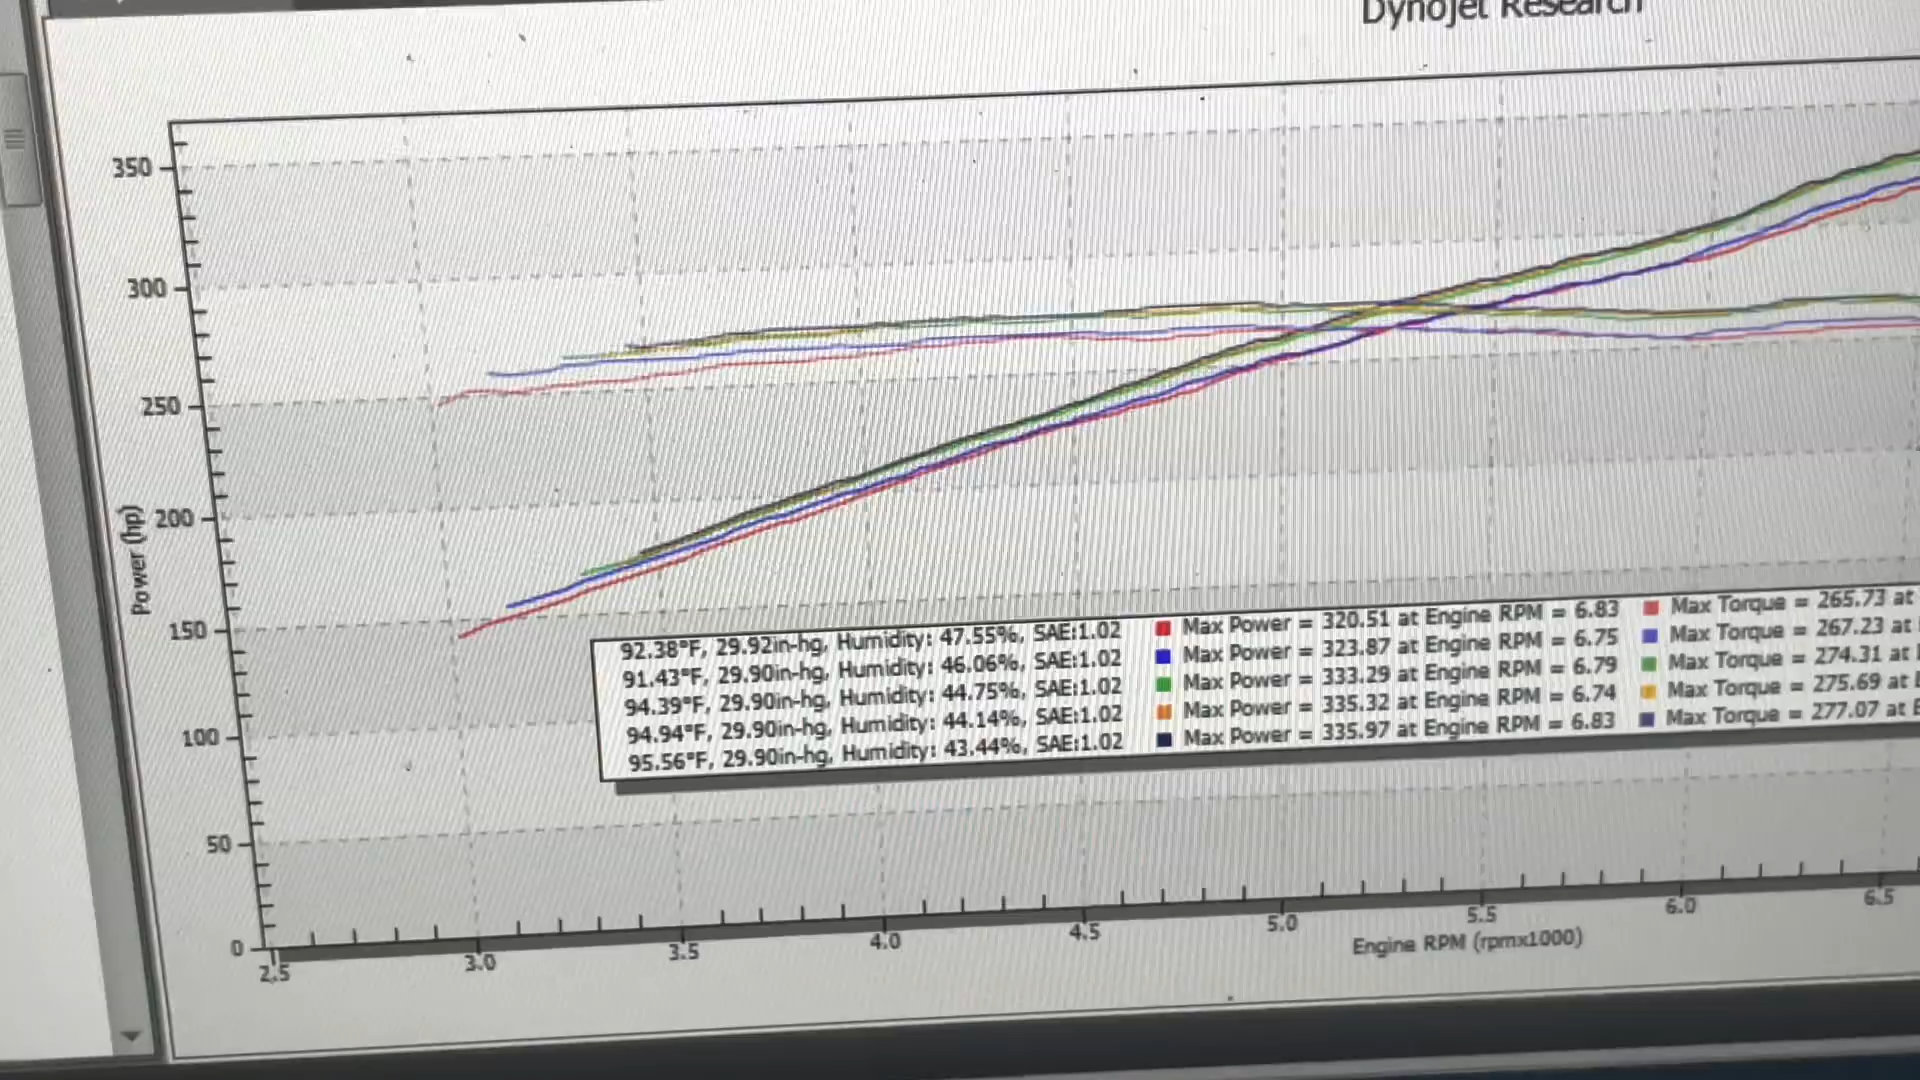 Dynojet Research
350
300
250
200
150
100
50
0
Power (hp)
92.38°F, 29.92in-hg, Humidity: 47.55%, SAE:1.02 Max Power = 320.51 at Engine RPM = 6.83 Max Torque = 265.73 at
91.43°F, 29.90in-hg, Humidity: 46.06%, SAE:1.02 Max Power = 323.87 at Engine RPM = 6.75 Max Torque = 267.23 at
94.39°F, 29.90in-hg, Humidity: 44.75%, SAE:1.02 Max Power = 333.29 at Engine RPM = 6.79 Max Torque = 274.31 at
94.94°F, 29.90in-hg, Humidity: 44.14%, SAE:1.02 Max Power = 335.32 at Engine RPM = 6.74 Max Torque = 275.69 at
95.56°F, 29.90in-hg, Humidity: 43.44%, SAE:1.02 Max Power = 335.97 at Engine RPM = 6.83 Max Torque = 277.07 at
2.5 3.0 3.5 4.0 4.5 5.0 5.5 6.0 6.5
Engine RPM (rpmx1000)